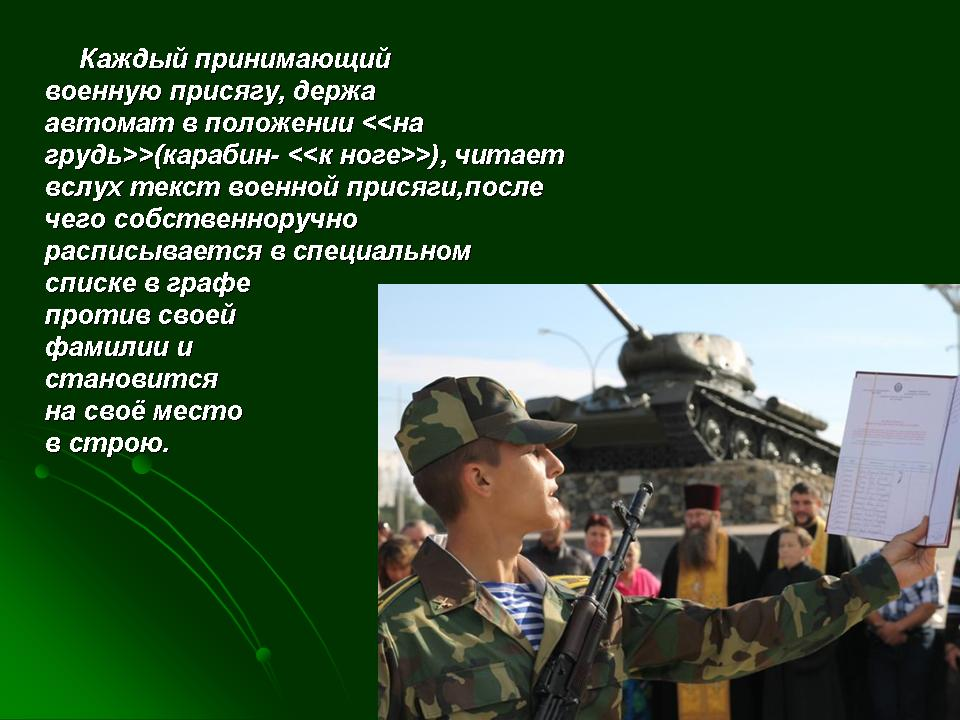 Каждый принимающий
военную присягу, держа
автомат в положении <<на
грудь>>(карабин- <<к ноге>>), читает
вслух текст военной присяги,после
чего собственноручно
расписывается в специальном
списке в графе
против своей
фамилии и
становится
на своё место
в строю.